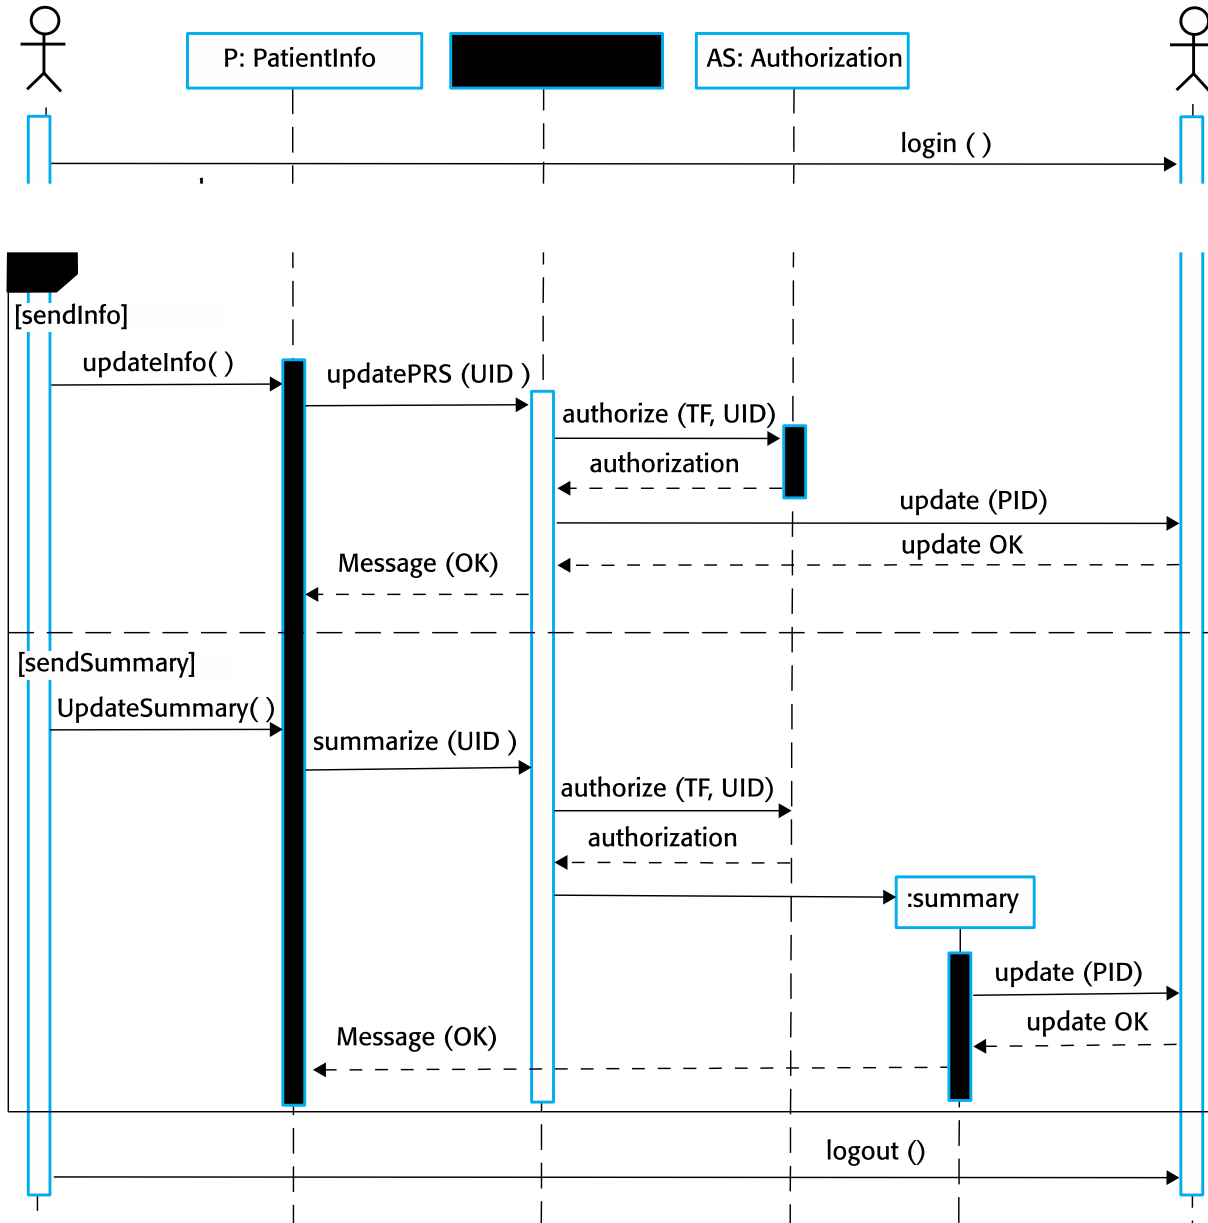 P: PatientInfo
AS: Authorization
login ( )
[sendInfo]
updateInfo( )
updatePRS (UID )
authorize (TF, UID)
authorization
update (PID)
update OK
Message (OK)
[sendSummary]
UpdateSummary( )
summarize (UID )
authorize (TF, UID)
authorization
:summary
update (PID)
update OK
Message (OK)
logout ()